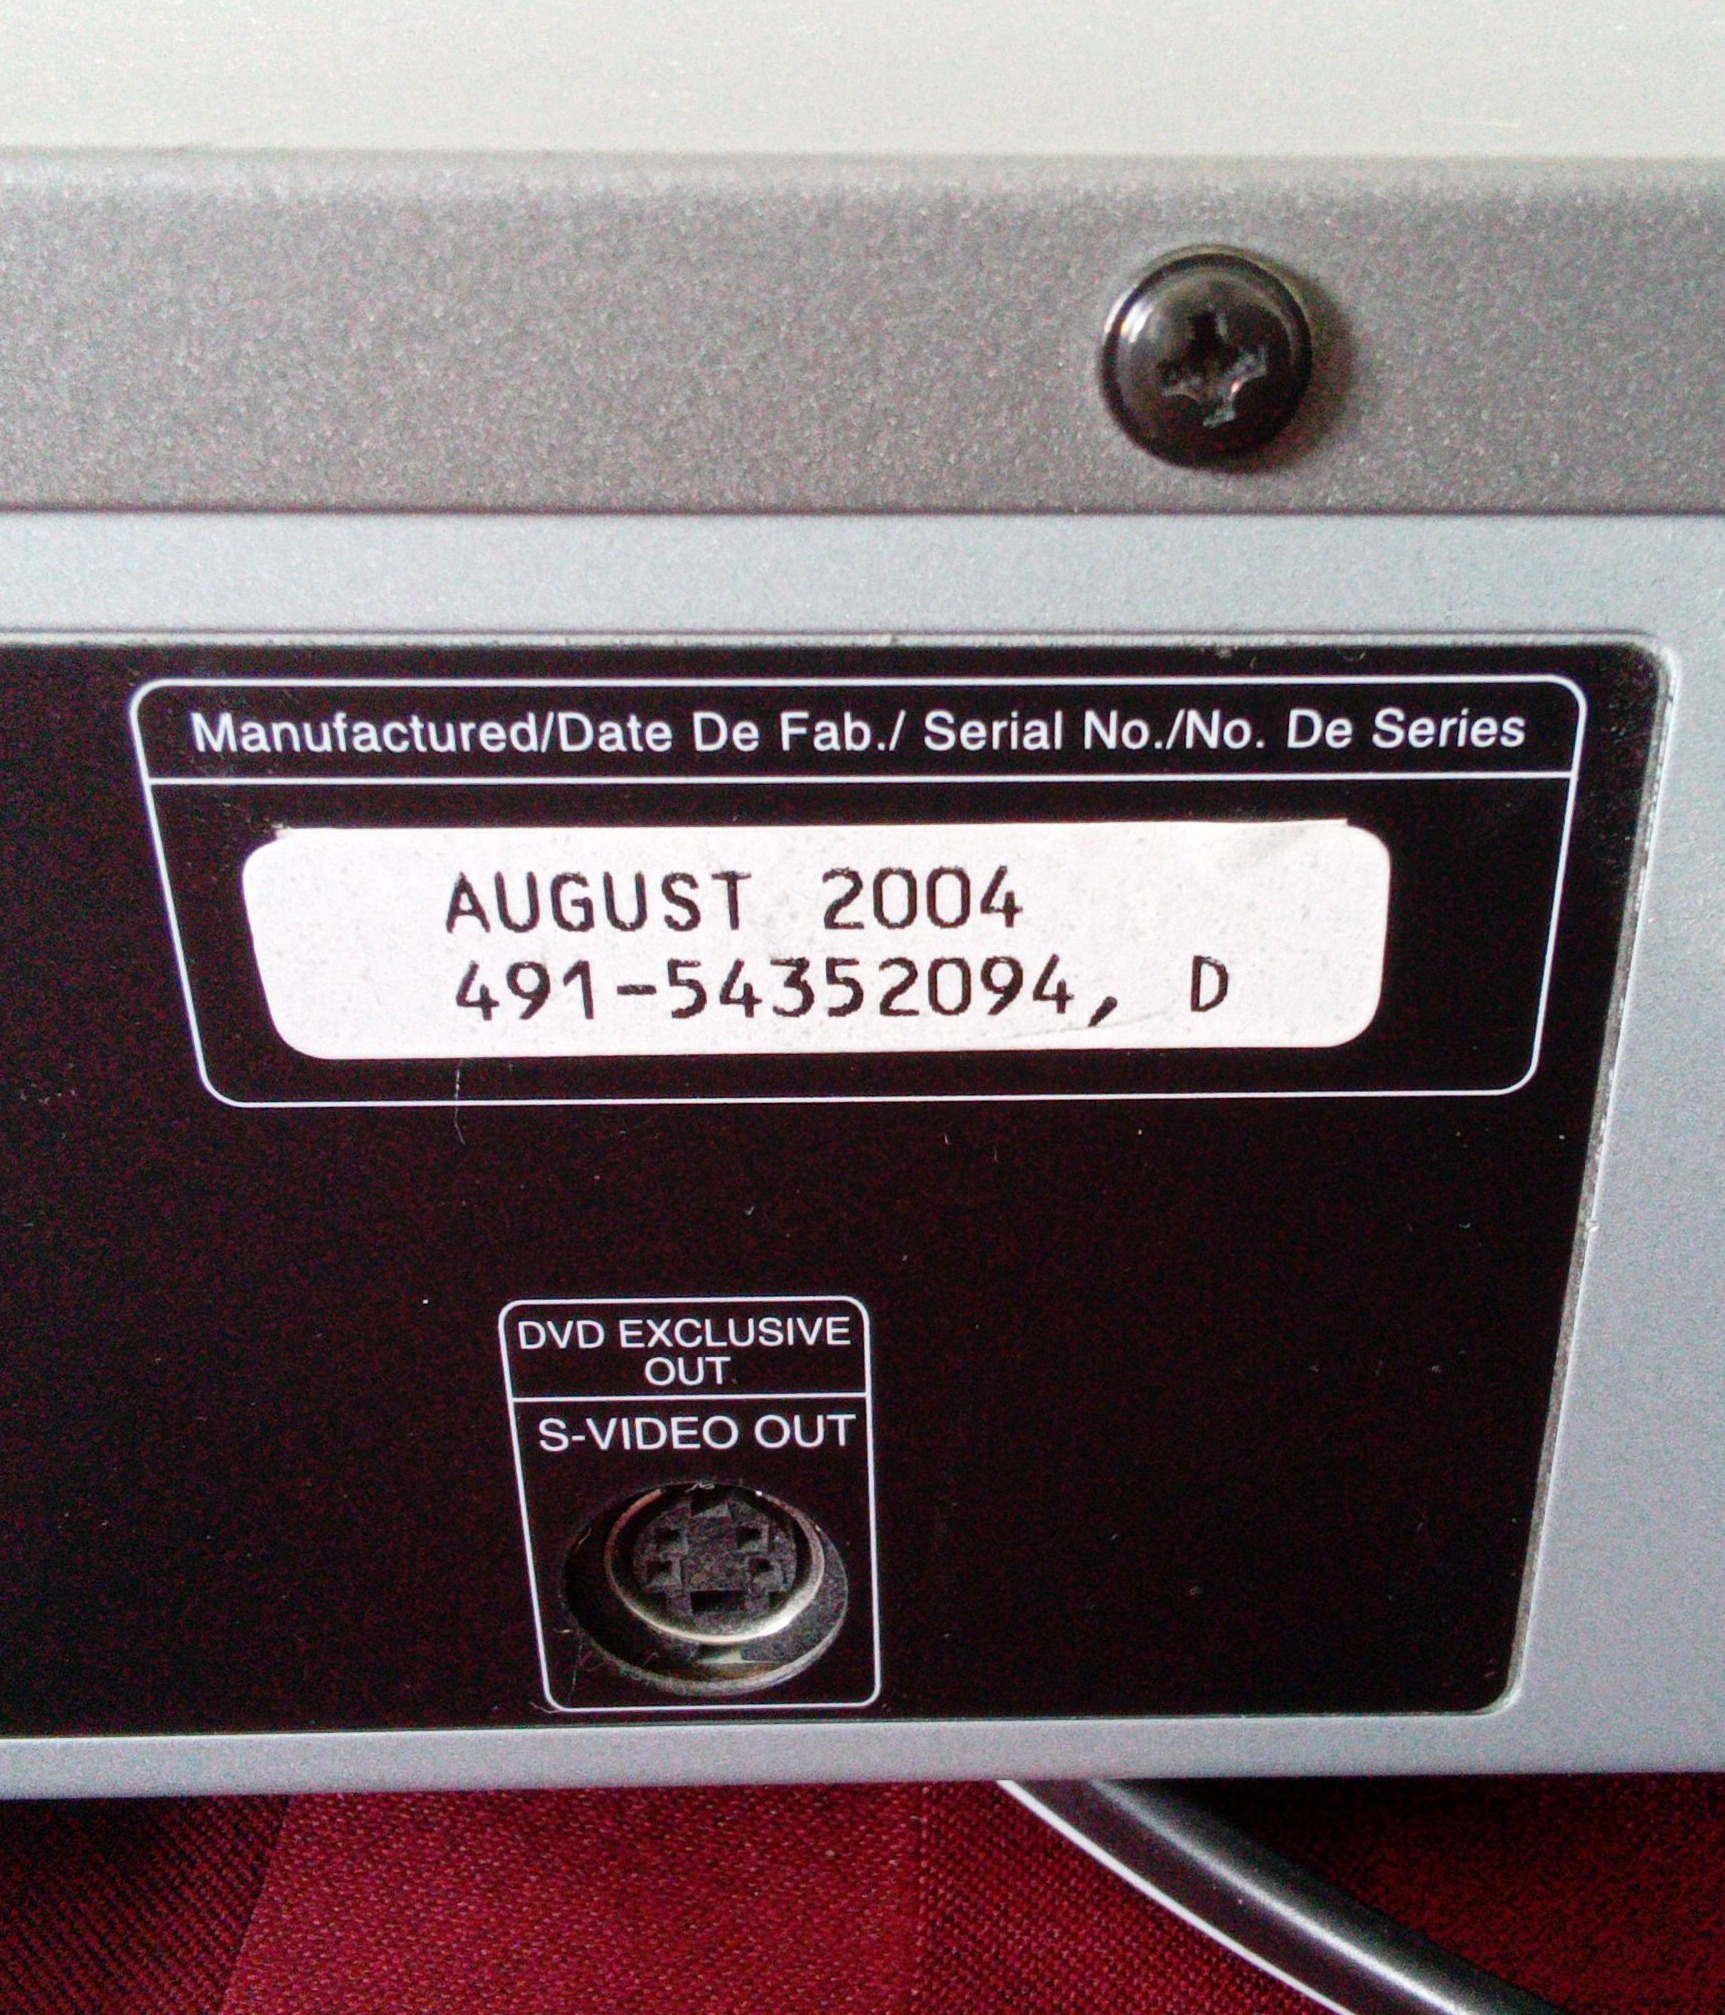 Manufactured/Date De Fab./ Serial No./No. De Series
AUGUST 2004
491-54352094, D
DVD EXCLUSIVE
OUT
S-VIDEO OUT